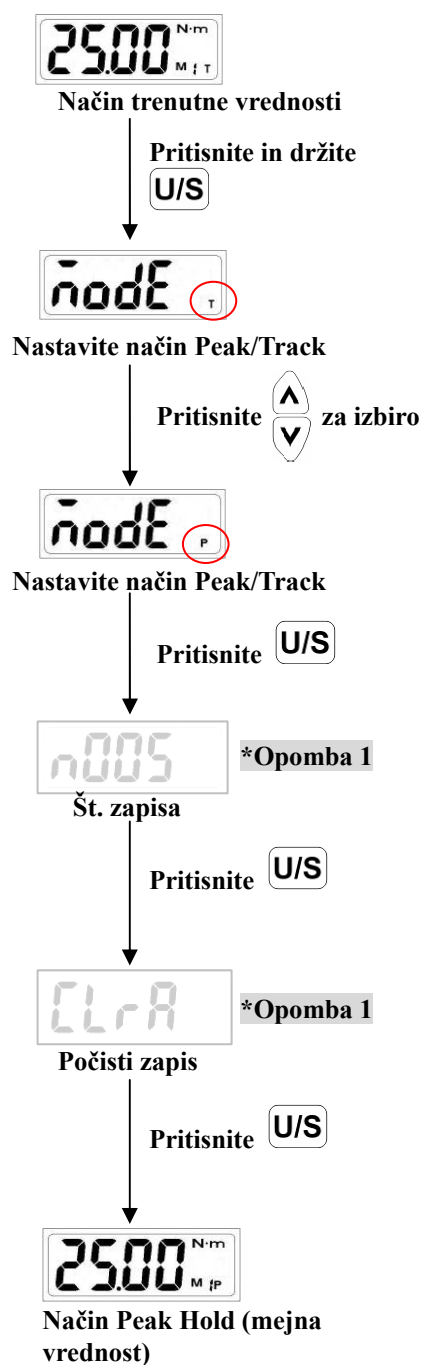 25.00 N·m
M T
Način trenutne vrednosti
Pritisnite in držite
U/S
modE T
Nastavite način Peak/Track
Pritisnite za izbiro
modE P
Nastavite način Peak/Track
Pritisnite U/S
n005 *Opomba 1
Št. zapisa
Pritisnite U/S
CLrA *Opomba 1
Počisti zapis
Pritisnite U/S
25.00 N·m
M P
Način Peak Hold (mejna
vrednost)